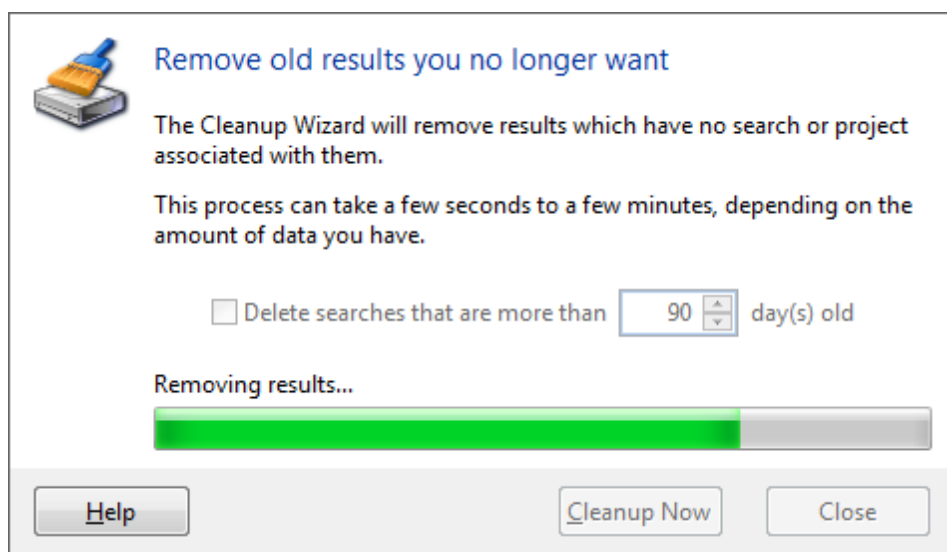 Remove old results you no longer want
The Cleanup Wizard will remove results which have no search or project
associated with them.
This process can take a few seconds to a few minutes, depending on the
amount of data you have.
Delete searches that are more than 90 day(s) old
Removing results...
Help Cleanup Now Close